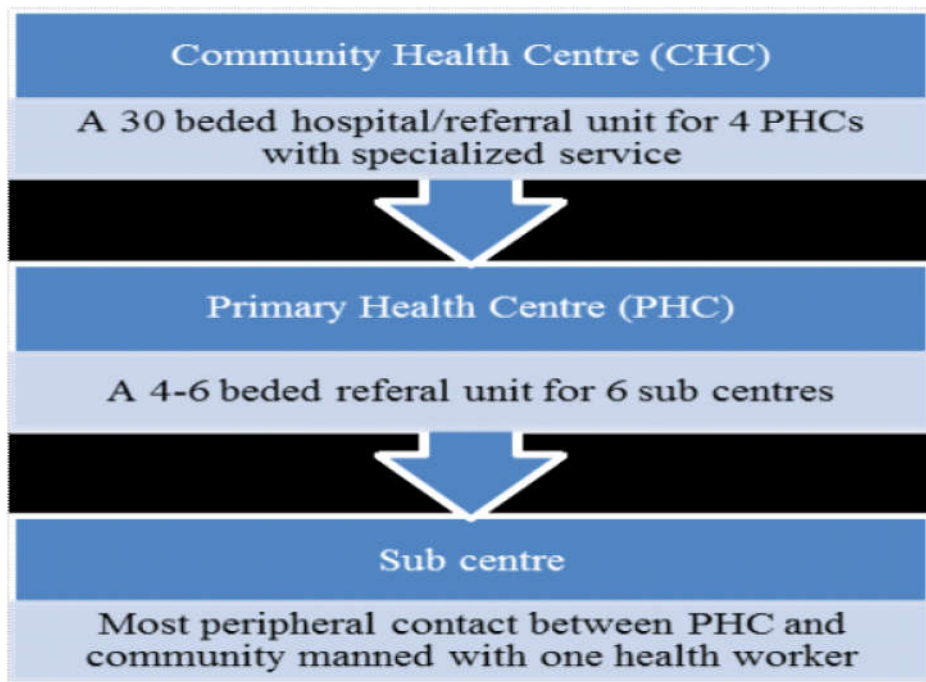 Community Health Centre (CHC)
A 30 beded hospital/referral unit for 4 PHCs
with specialized service
Primary Health Centre (PHC)
A 4-6 beded referal unit for 6 sub centres
Sub centre
Most peripheral contact between PHC and
community manned with one health worker